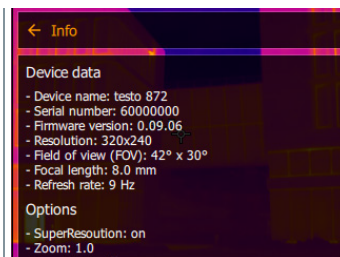 ← Info
Device data
- Device name: testo 872
- Serial number: 60000000
- Firmware version: 0.09.06
- Resolution: 320x240
- Field of view (FOV): 42° x 30°
- Focal length: 8.0 mm
- Refresh rate: 9 Hz
Options
- SuperResoution: on
- Zoom: 1.0